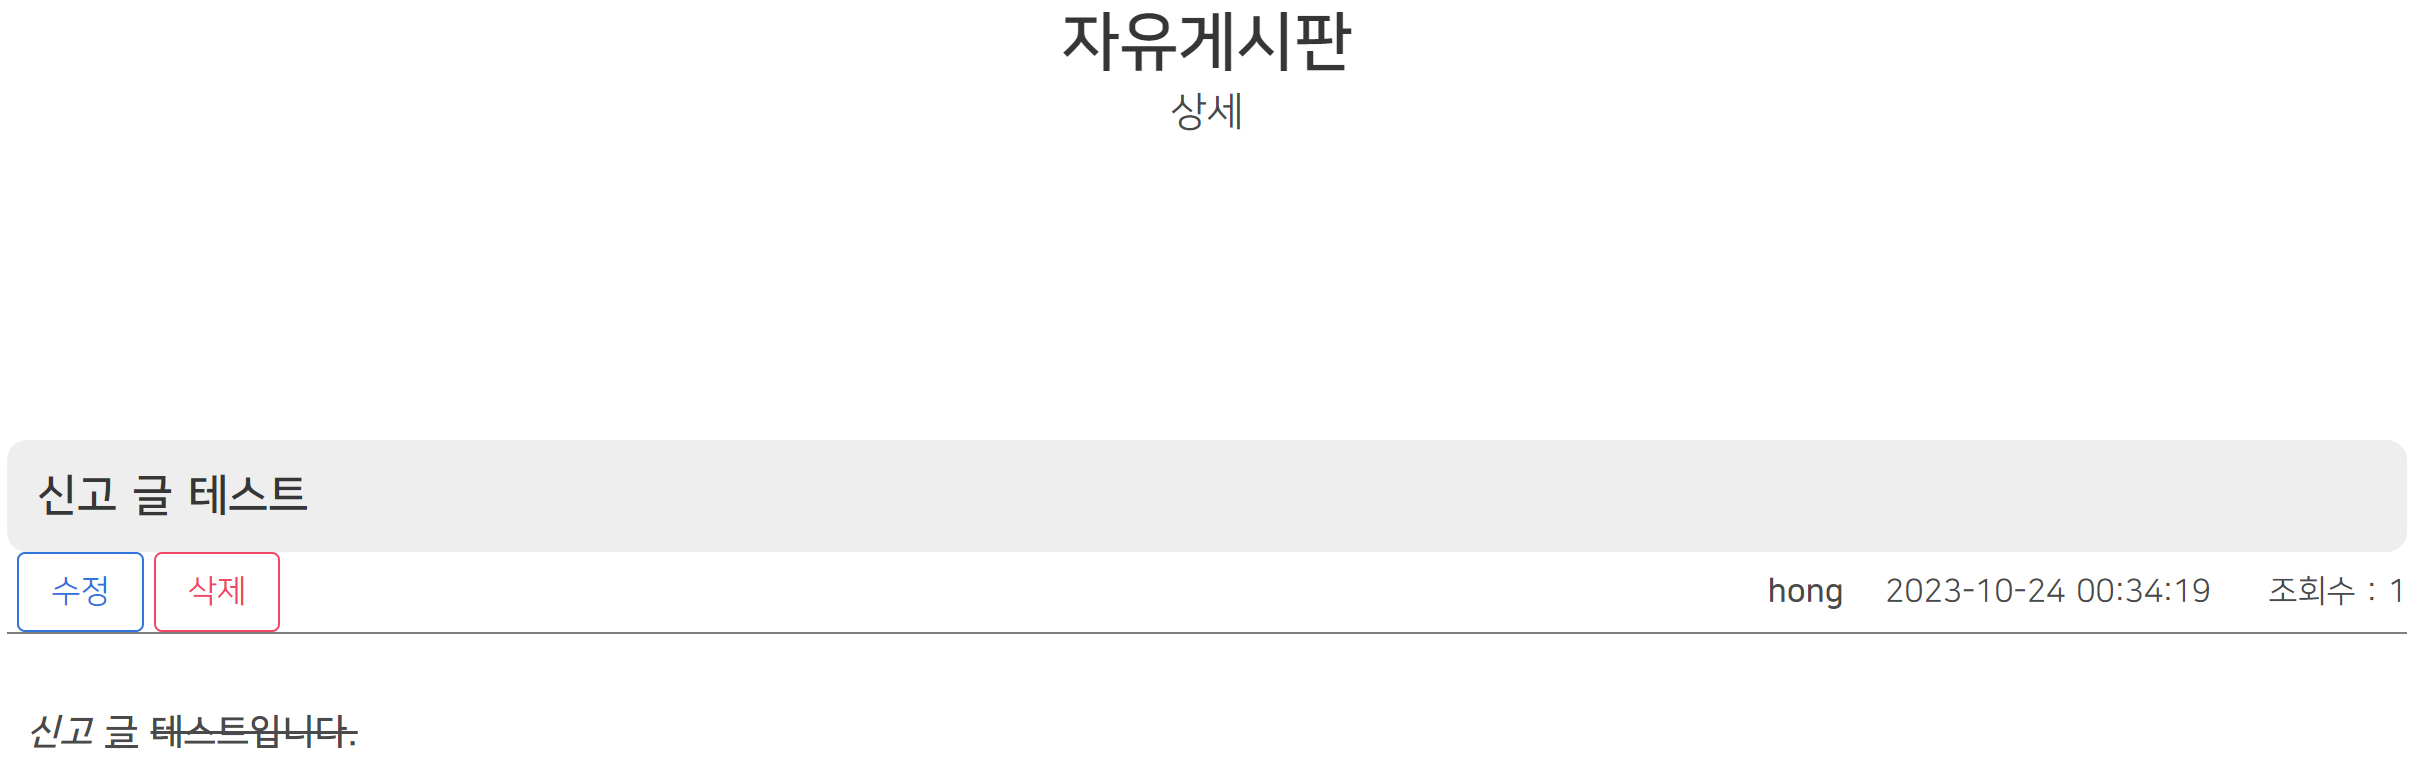 자유게시판
상세
신고 글 테스트
수정 삭제 hong 2023-10-24 00:34:19 조회수 : 1
신고 글 테스트입니다.